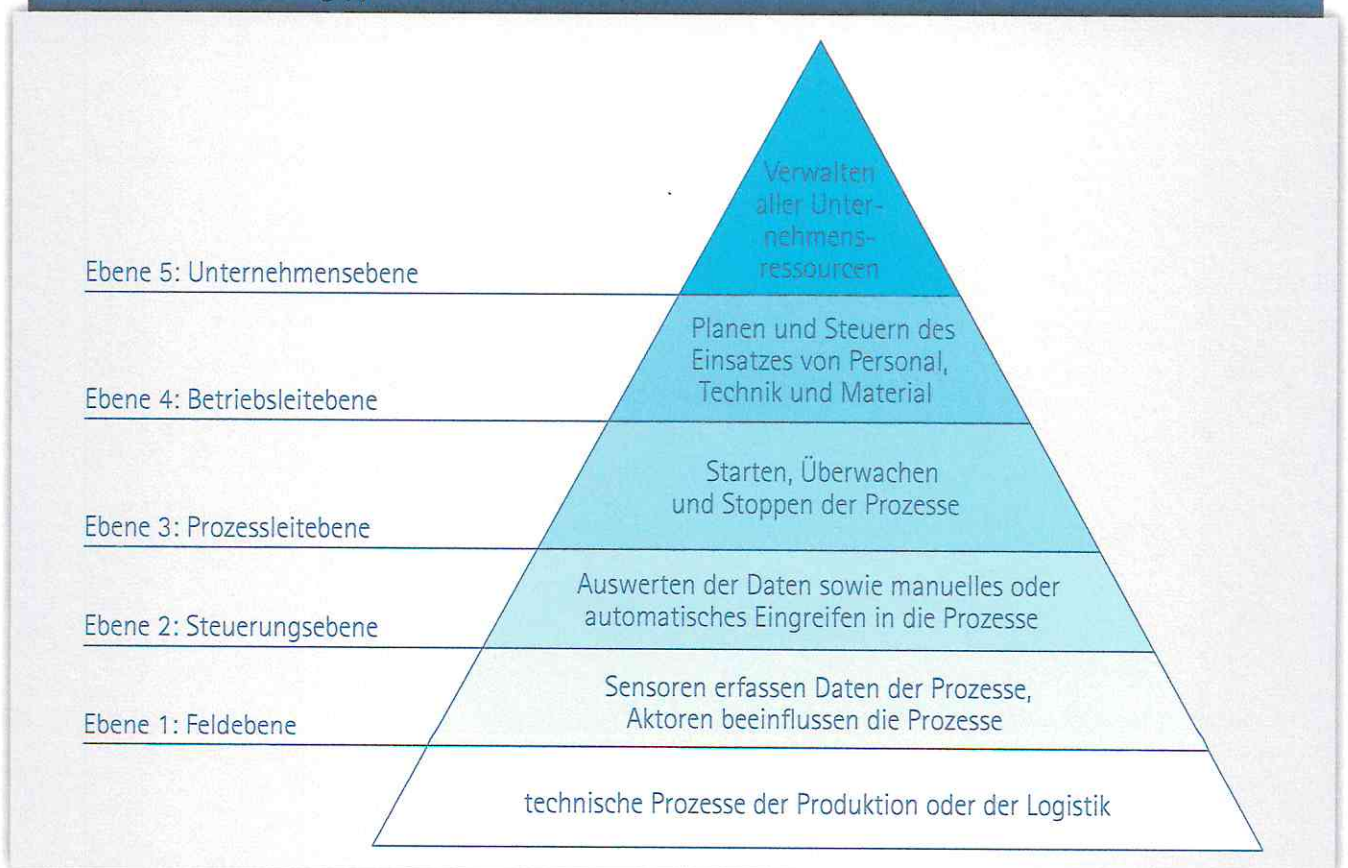 Verwalten
aller Unter-
nehmens-
ressourcen
Ebene 5: Unternehmensebene
Planen und Steuern des
Einsatzes von Personal,
Technik und Material
Ebene 4: Betriebsleitebene
Starten, Überwachen
und Stoppen der Prozesse
Ebene 3: Prozessleitebene
Auswerten der Daten sowie manuelles oder
automatisches Eingreifen in die Prozesse
Ebene 2: Steuerungsebene
Sensoren erfassen Daten der Prozesse,
Aktoren beeinflussen die Prozesse
Ebene 1: Feldebene
technische Prozesse der Produktion oder der Logistik